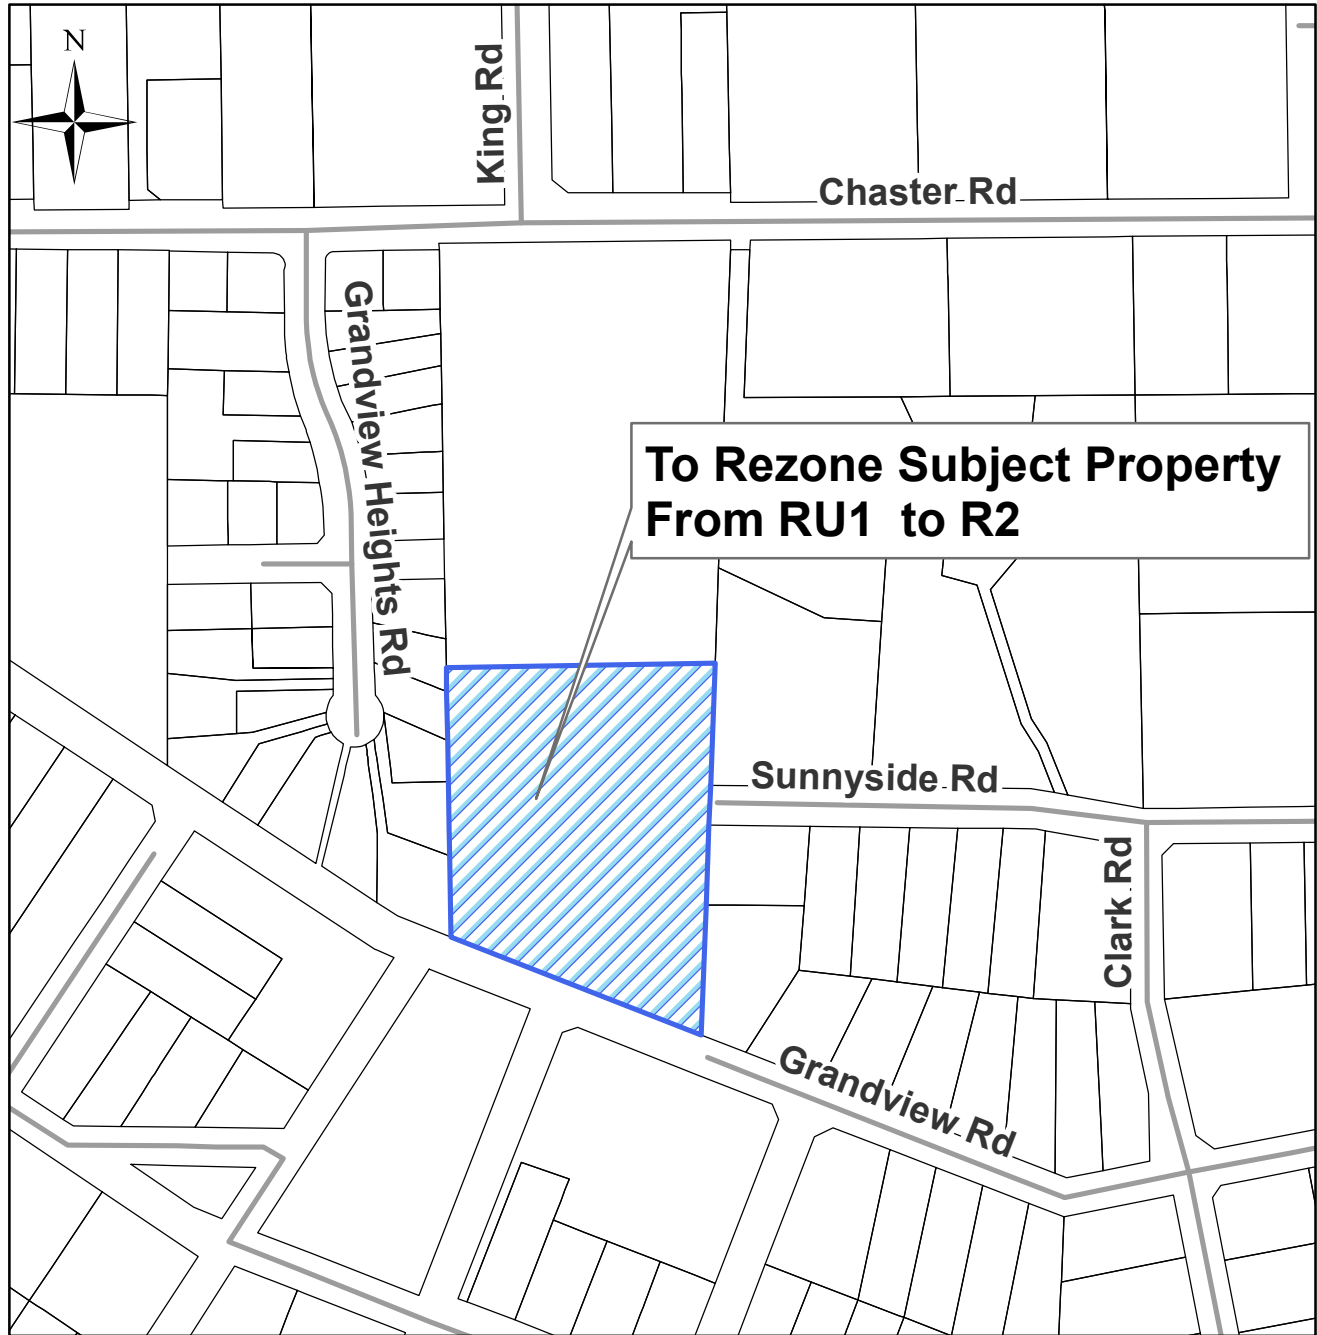 N
King Rd
Chaster Rd
Grandview Heights Rd
To Rezone Subject Property
From RU1  to R2
Sunnyside Rd
Clark Rd
Grandview Rd